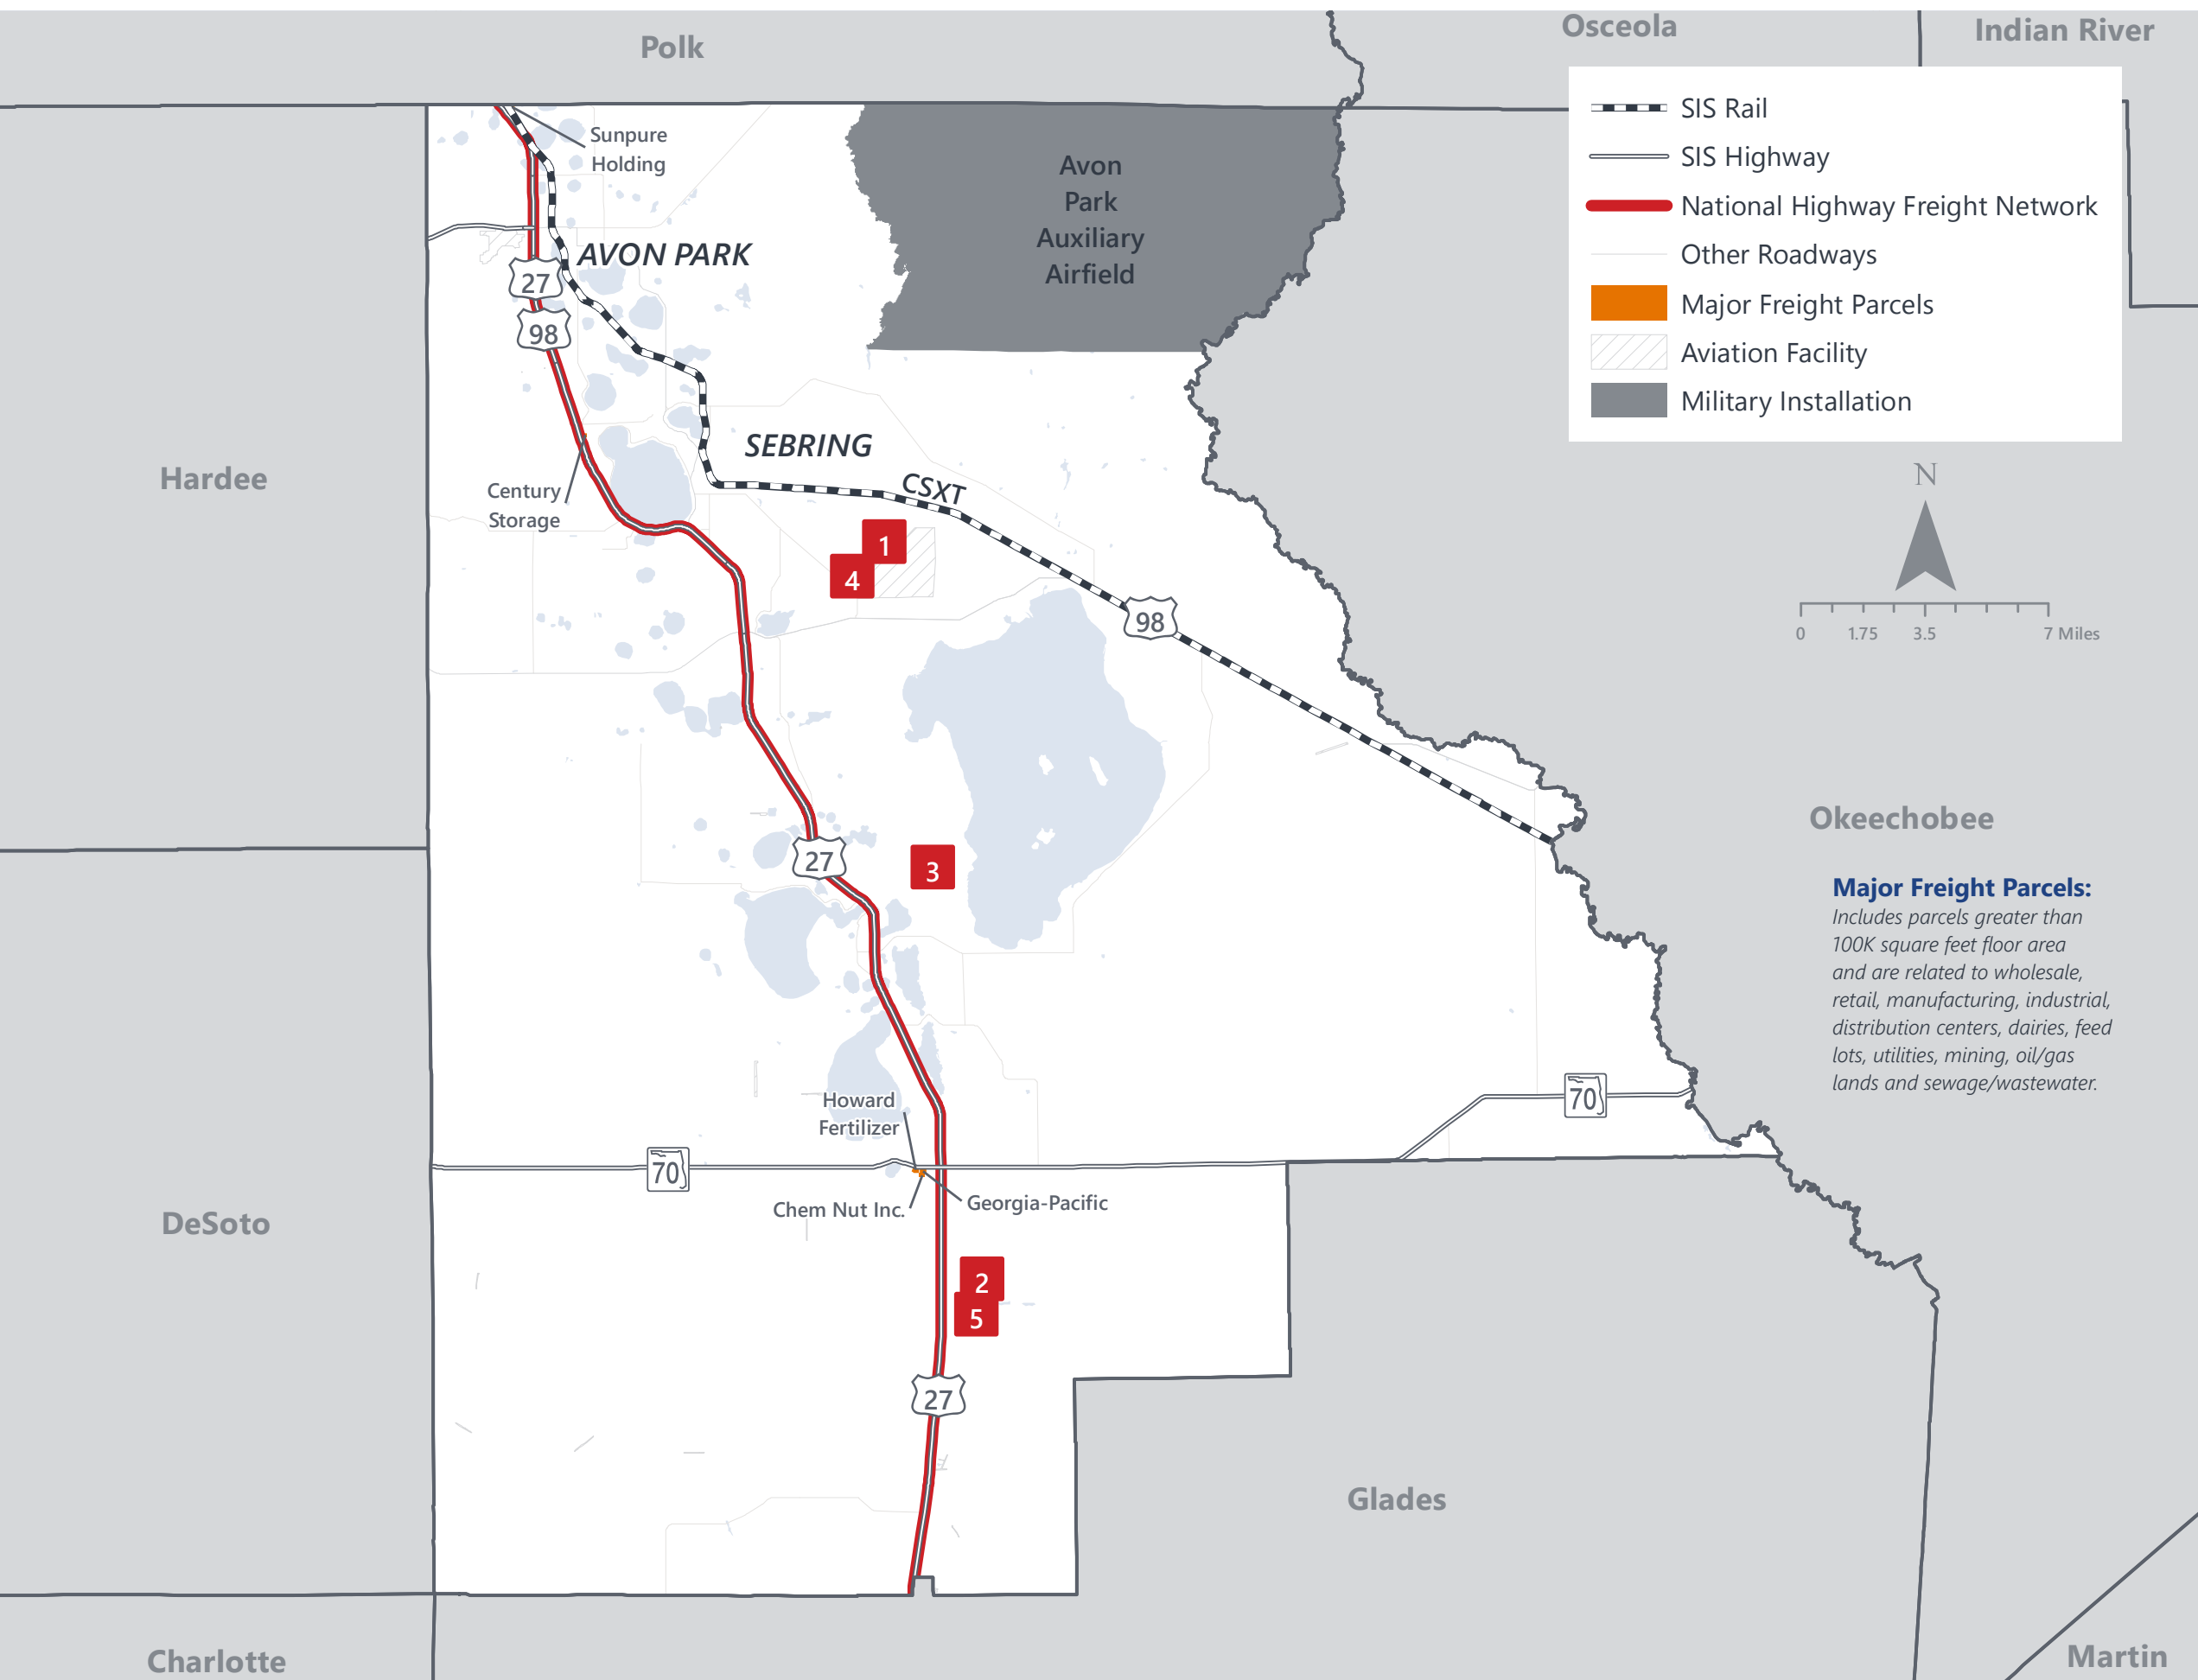 Polk
Osceola
Indian River
SIS Rail
SIS Highway
National Highway Freight Network
Other Roadways
Major Freight Parcels
Aviation Facility
Military Installation
Sunpure
Holding
Avon
Park
Auxiliary
Airfield
AVON PARK
27
98
SEBRING
Hardee
Century
Storage
CSXT
N
0 1.75 3.5 7 Miles
1
4
98
27
3
Okeechobee
Major Freight Parcels:
Includes parcels greater than
100K square feet floor area
and are related to wholesale,
retail, manufacturing, industrial,
distribution centers, dairies, feed
lots, utilities, mining, oil/gas
lands and sewage/wastewater.
Howard
Fertilizer
70
70
Chem Nut Inc.
Georgia-Pacific
DeSoto
2
5
27
Glades
Charlotte
Martin